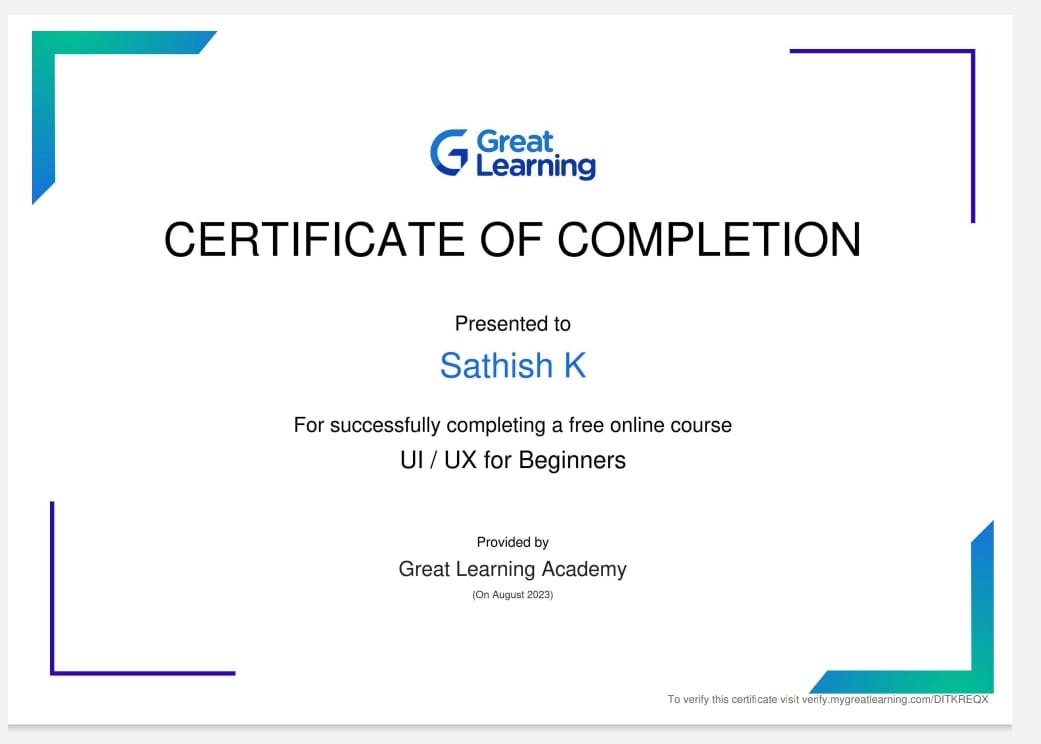 Great
Learning
CERTIFICATE OF COMPLETION
Presented to
Sathish K
For successfully completing a free online course
UI / UX for Beginners
Provided by
Great Learning Academy
(On August 2023)
To verify this certificate visit verify.mygreatlearning.com/DITKREQX